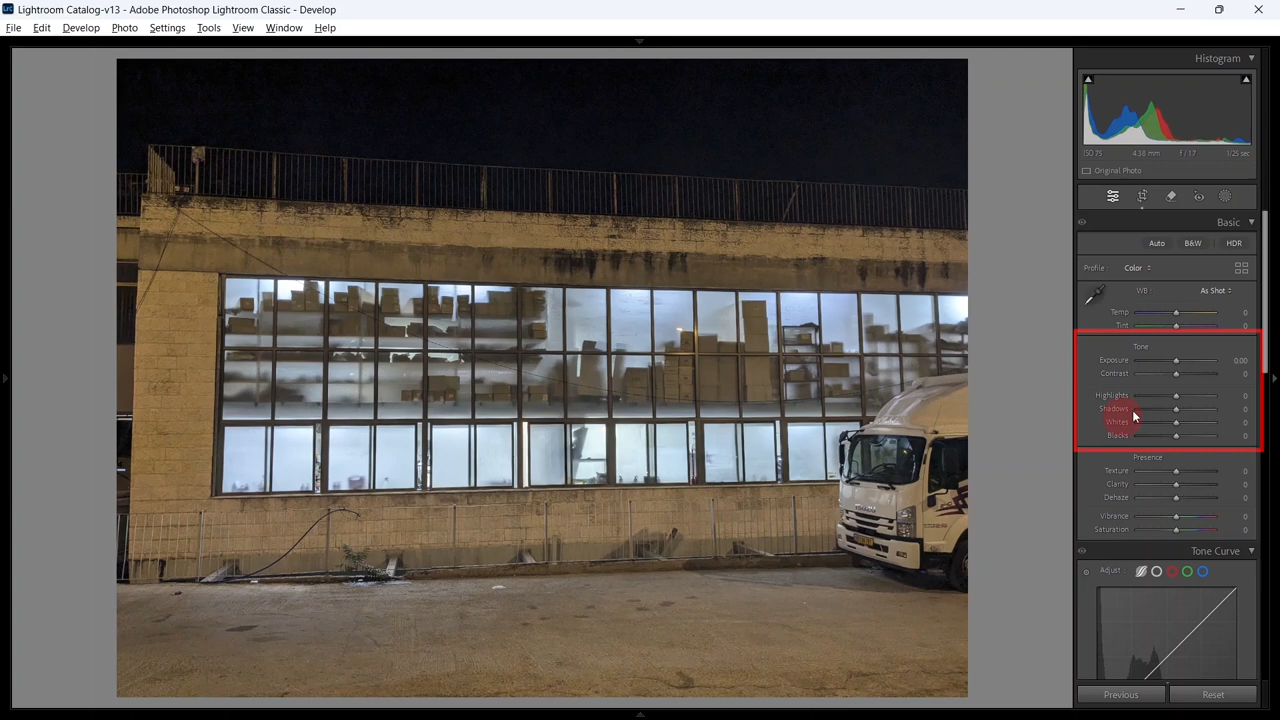 Lightroom Catalog-v13 - Adobe Photoshop Lightroom Classic - Develop
File Edit Develop Photo Settings Tools View Window Help
Histogram
ISO 75 4.38 mm f / 1.7 1/25 sec
Original Photo
Basic
Auto B&W HDR
Profile : Color
WB : As Shot
Temp 0
Tint 0
Tone
Exposure 0.00
Contrast 0
Highlights 0
Shadows 0
Whites 0
Blacks 0
Presence
Texture 0
Clarity 0
Dehaze 0
Vibrance 0
Saturation 0
Tone Curve
Adjust :
Previous Reset